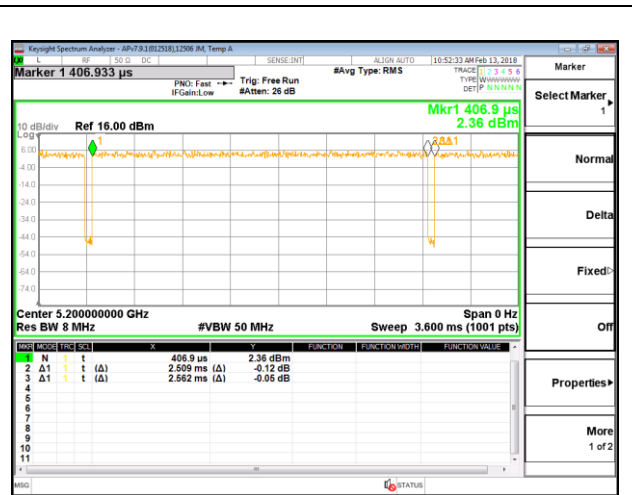 Keysight Spectrum Analyzer - APv7.9.1(012518),12506 JM, Temp A
L RF 50 Ω DC SENSE:INT ALIGN AUTO 10:52:33 AM Feb 13, 2018
Marker 1 406.933 µs
PNO: Fast
IFGain:Low
Trig: Free Run
#Atten: 26 dB
#Avg Type: RMS
TRACE 1 2 3 4 5 6
TYPE WWWWWW
DET P N N N N N
Mkr1 406.9 µs
2.36 dBm
10 dB/div Ref 16.00 dBm
Log
6.00
-4.00
-14.0
-24.0
-34.0
-44.0
-54.0
-64.0
-74.0
1
Center 5.200000000 GHz Span 0 Hz
Res BW 8 MHz #VBW 50 MHz Sweep 3.600 ms (1001 pts)
MKR MODE TRC SCL X Y FUNCTION FUNCTION WIDTH FUNCTION VALUE
1 N 1 t 406.9 µs 2.36 dBm
2 Δ1 1 t (Δ) 2.509 ms (Δ) -0.12 dB
3 Δ1 1 t (Δ) 2.562 ms (Δ) -0.05 dB
4
5
6
7
8
9
10
11
MSG STATUS
Marker
Select Marker
1
Normal
Delta
Fixed
Off
Properties
More
1 of 2